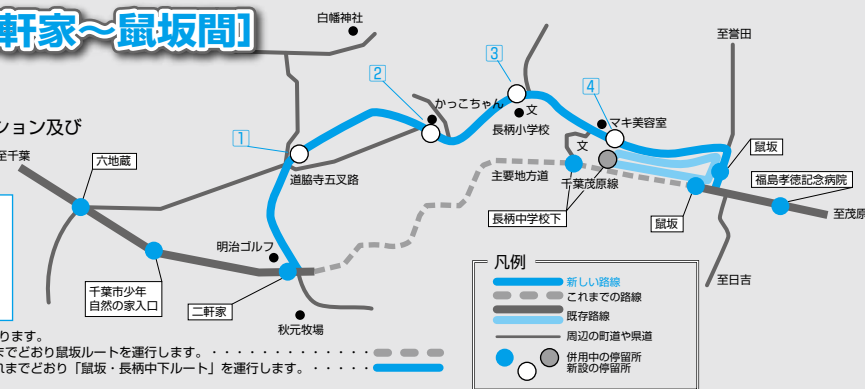 軒家～鼠坂間］
白幡神社
至誉田
3
2
かっこちゃん
4
文
長柄小学校
マキ美容室
ション及び
1
至千葉
六地蔵
文
鼠坂
道脇寺五叉路
主要地方道
千葉茂原線
福島孝徳記念病院
長柄中学校下
鼠坂
至茂原
明治ゴルフ
千葉市少年
自然の家入口
二軒家
秋元牧場
至日吉
凡例
新しい路線
これまでの路線
既存路線
周辺の町道や県道
併用中の停留所
新設の停留所
ります。
までどおり鼠坂ルートを運行します。・・・・・・・・・・・・
れまでどおり「鼠坂・長柄中下ルート」を運行します。・・・・・